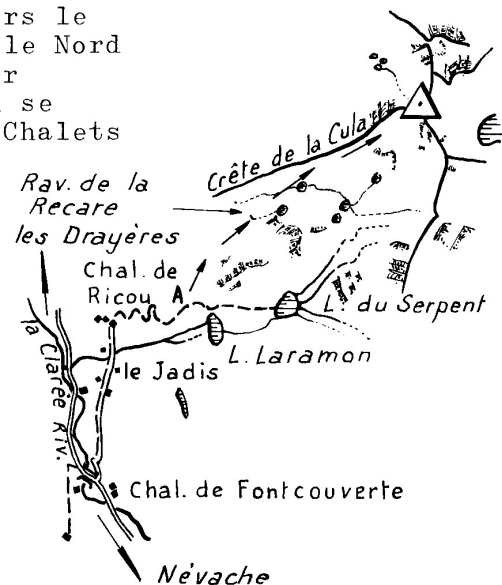 rs le
le Nord
r
se
Chalets
Crête de la Cula
Rav. de la
Recare
les Drayères
Chal. de
Ricou A
L. du Serpent
L. Laramon
le Jadis
la Clarée Riv.
Chal. de Fontcouverte
Névache